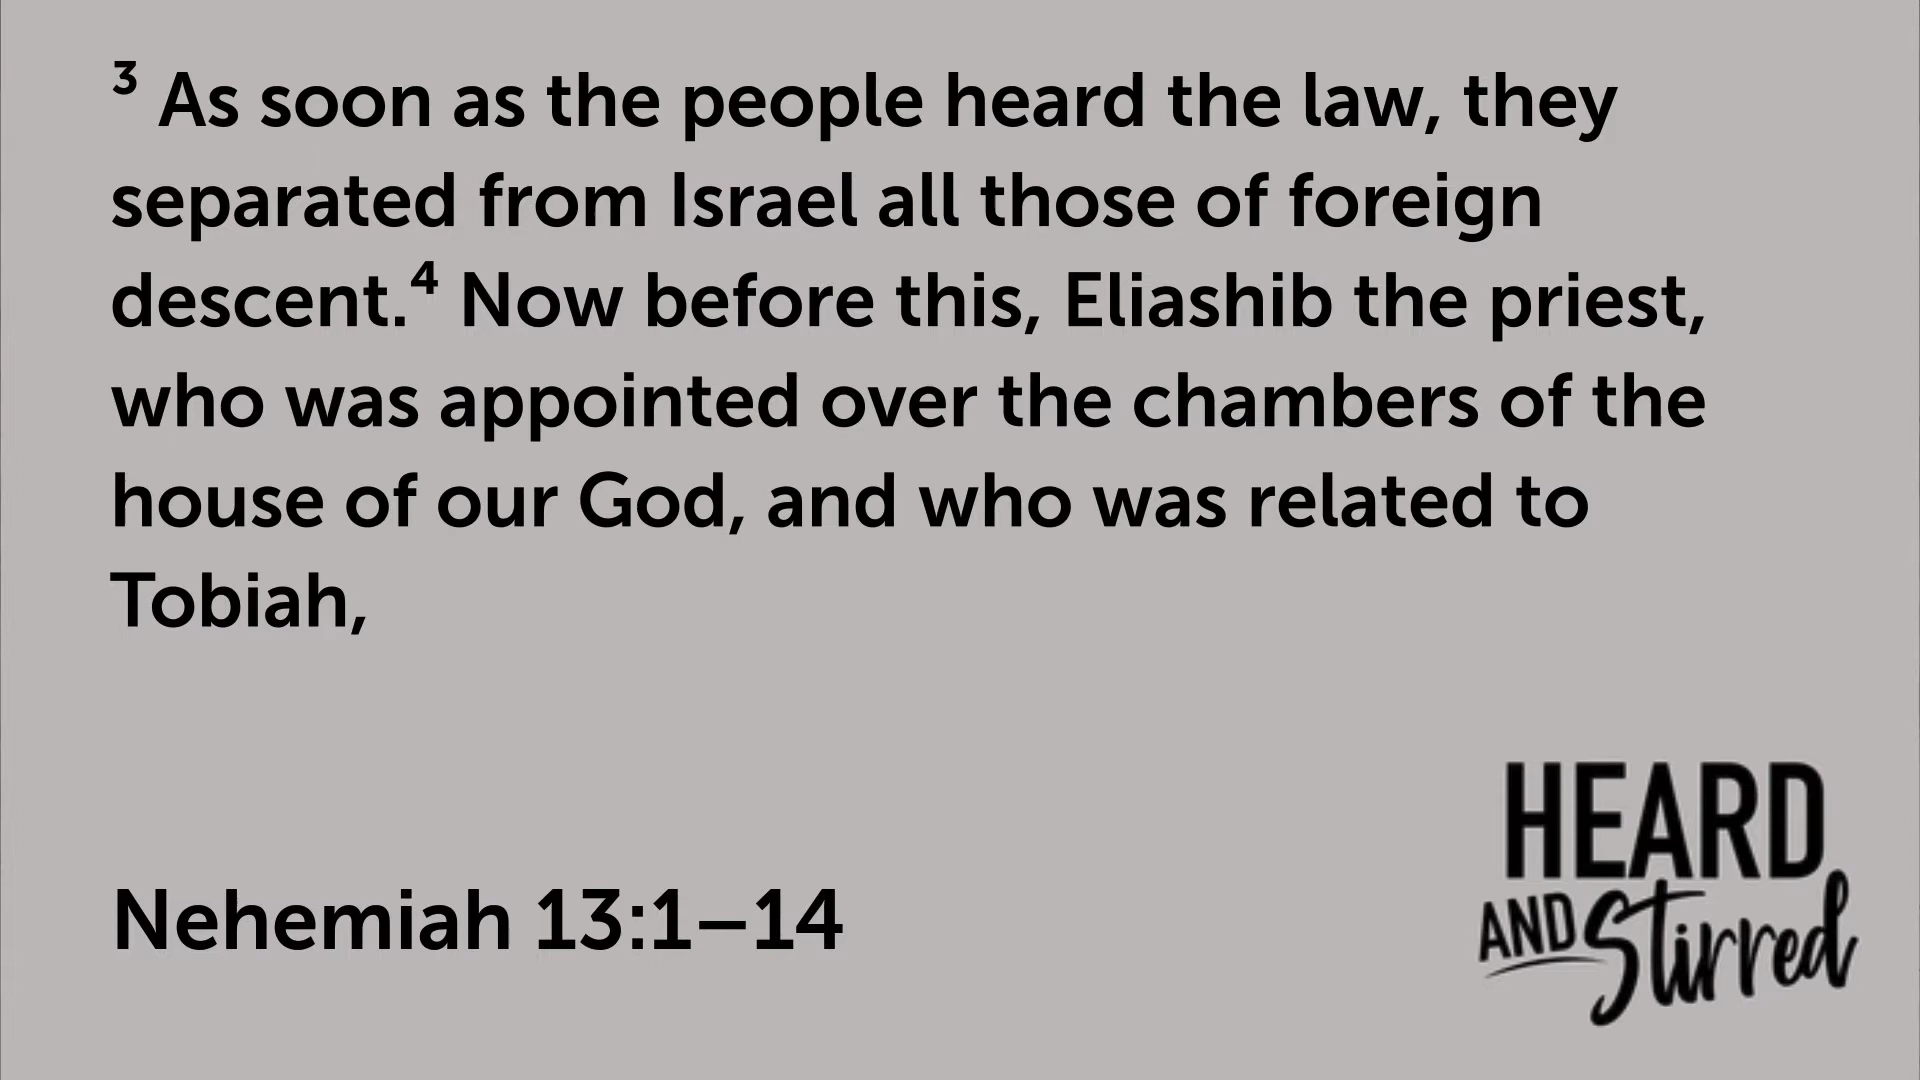 ³ As soon as the people heard the law, they
separated from Israel all those of foreign
descent.⁴ Now before this, Eliashib the priest,
who was appointed over the chambers of the
house of our God, and who was related to
Tobiah,
Nehemiah 13:1–14
HEARD
AND Stirred